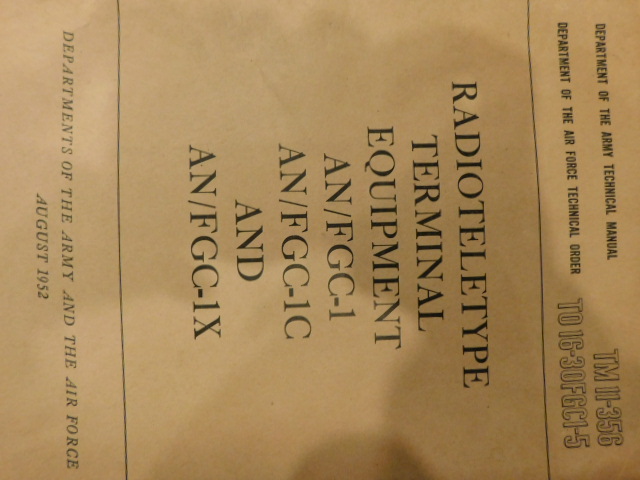 DEPARTMENT OF THE ARMY TECHNICAL MANUAL TM 11-356
DEPARTMENT OF THE AIR FORCE TECHNICAL ORDER TO 16-30FGC1-5
RADIOTELETYPE
TERMINAL
EQUIPMENT
AN/FGC-1
AN/FGC-1C
AND
AN/FGC-1X
DEPARTMENTS OF THE ARMY AND THE AIR FORCE
AUGUST 1952